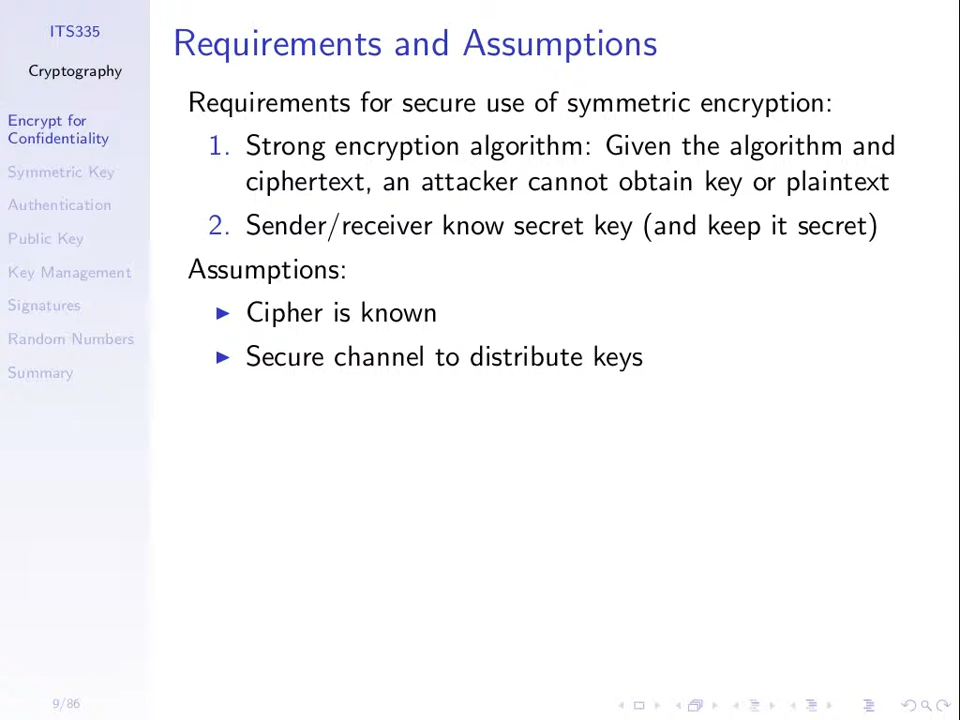 ITS335
Cryptography
Encrypt for
Confidentiality
Symmetric Key
Authentication
Public Key
Key Management
Signatures
Random Numbers
Summary
9/86
Requirements and Assumptions
Requirements for secure use of symmetric encryption:
1. Strong encryption algorithm: Given the algorithm and
ciphertext, an attacker cannot obtain key or plaintext
2. Sender/receiver know secret key (and keep it secret)
Assumptions:
▶ Cipher is known
▶ Secure channel to distribute keys